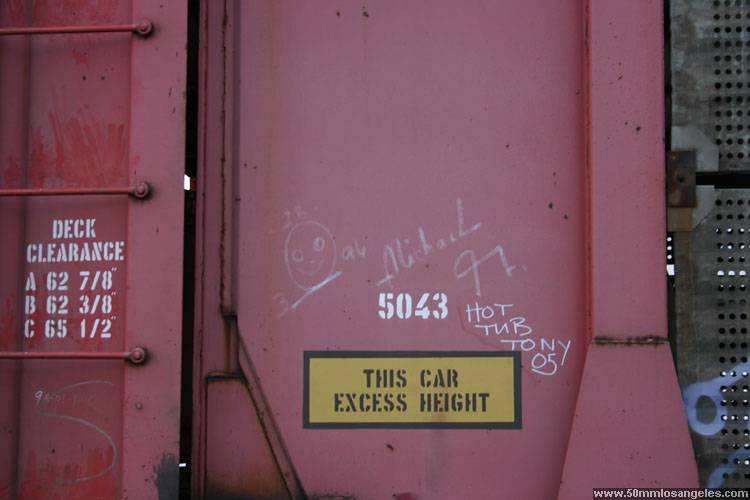 DECK
CLEARANCE
A 62 7/8"
B 62 3/8"
C 65 1/2"
Michael
5043
HOT
TUB
TONY
05
THIS CAR
EXCESS HEIGHT
www.50mmlosangeles.com